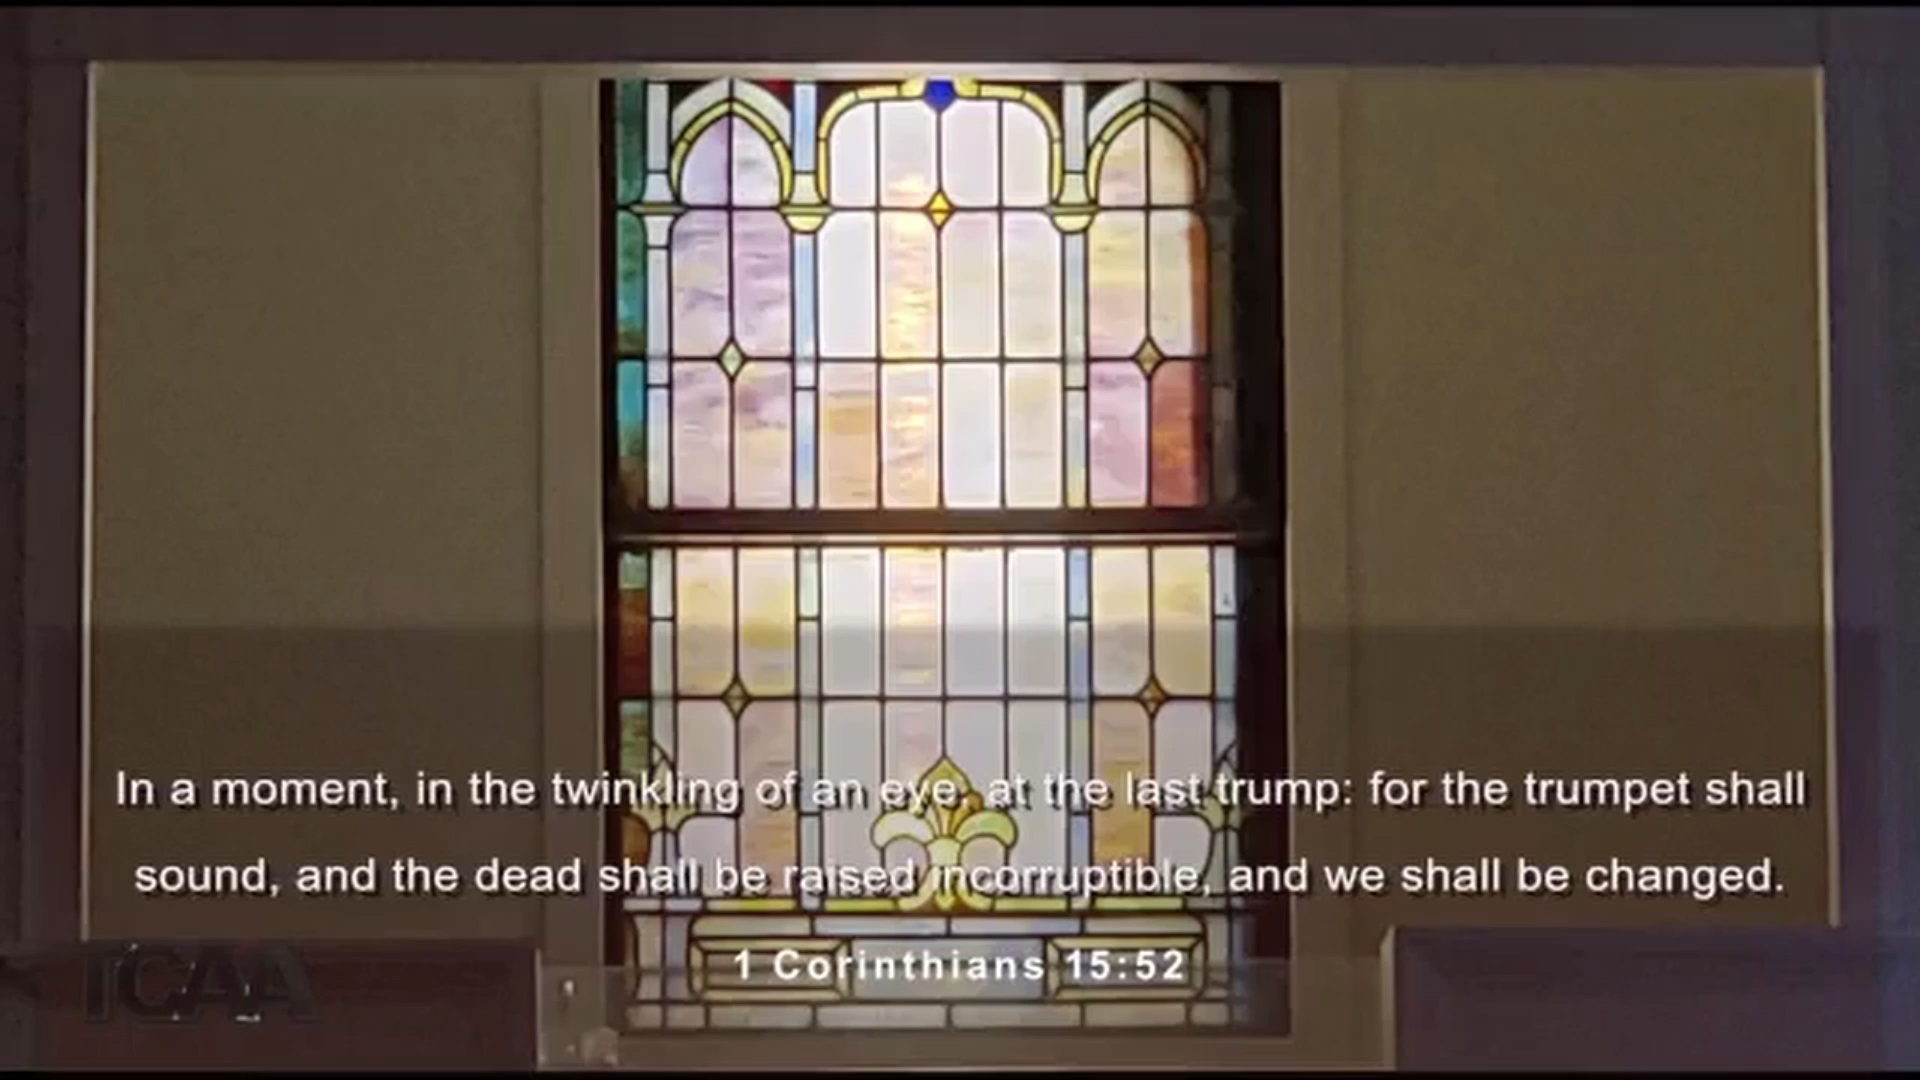 In a moment, in the twinkling of an eye, at the last trump: for the trumpet shall
sound, and the dead shall be raised incorruptible, and we shall be changed.
1 Corinthians 15:52
TCAA